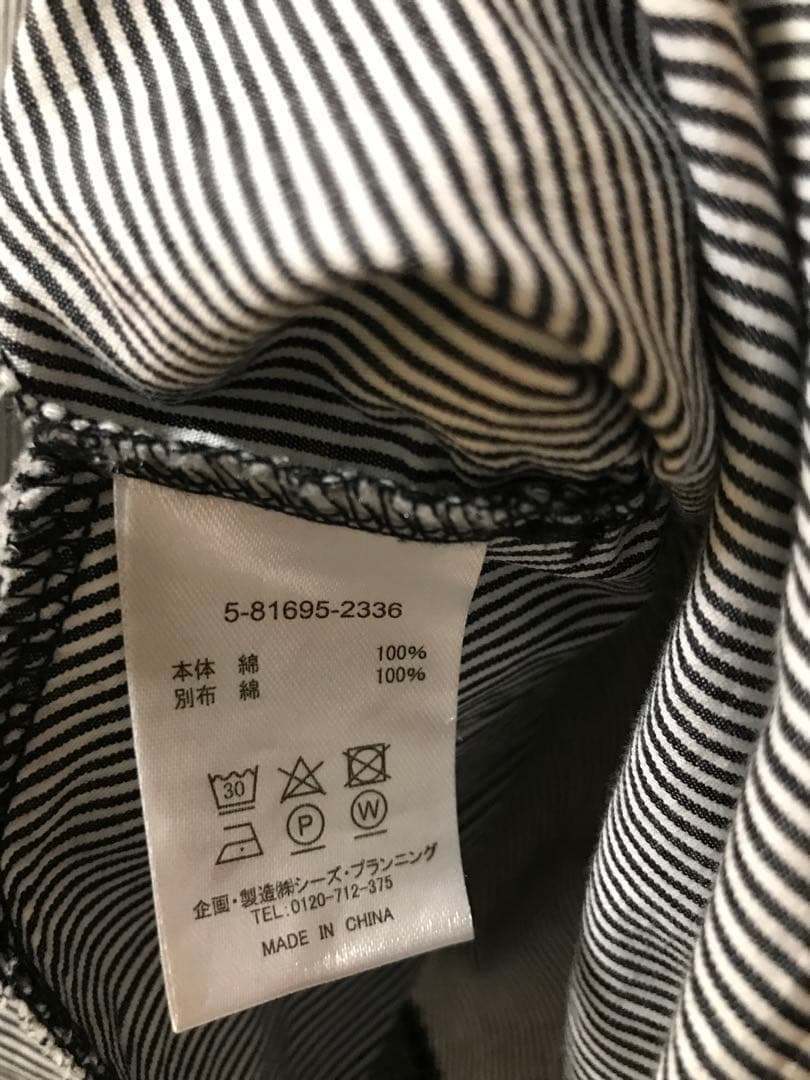 5-81695-2336
本体 綿 100%
別布 綿 100%
30
P W
企画・製造㈱シーズ・プランニング
TEL:0120-712-375
MADE IN CHINA